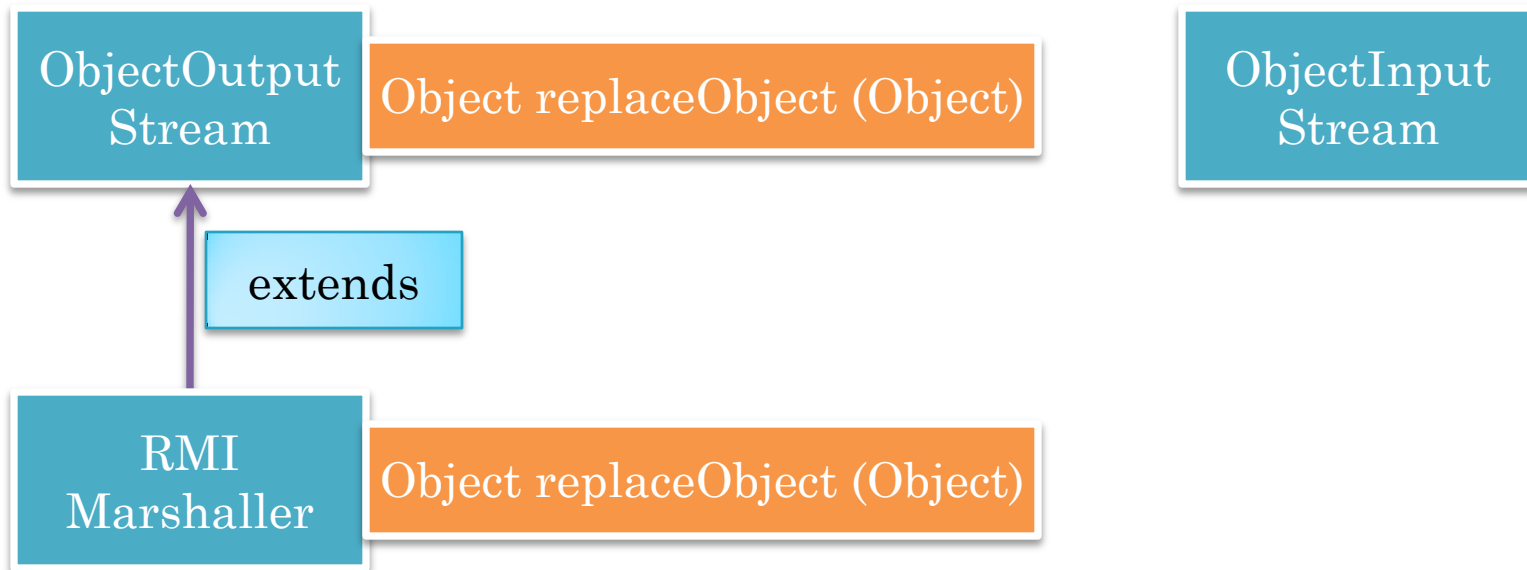 ObjectOutput
Stream
Object replaceObject (Object)
ObjectInput
Stream
extends
RMI
Marshaller
Object replaceObject (Object)